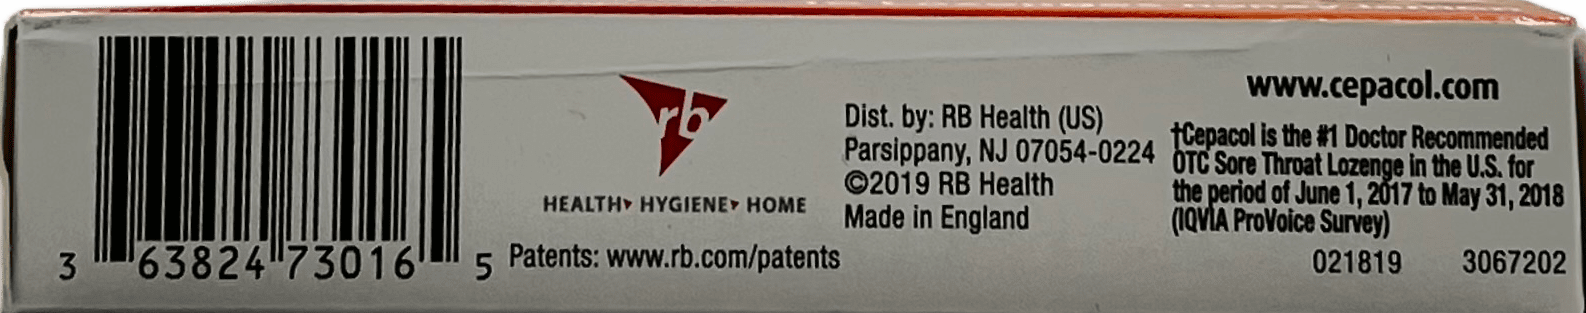 3 63824 73016 5
rb
HEALTH HYGIENE HOME
Patents: www.rb.com/patents
Dist. by: RB Health (US)
Parsippany, NJ 07054-0224
©2019 RB Health
Made in England
www.cepacol.com
†Cepacol is the #1 Doctor Recommended
OTC Sore Throat Lozenge in the U.S. for
the period of June 1, 2017 to May 31, 2018
(IQVIA ProVoice Survey)
021819 3067202